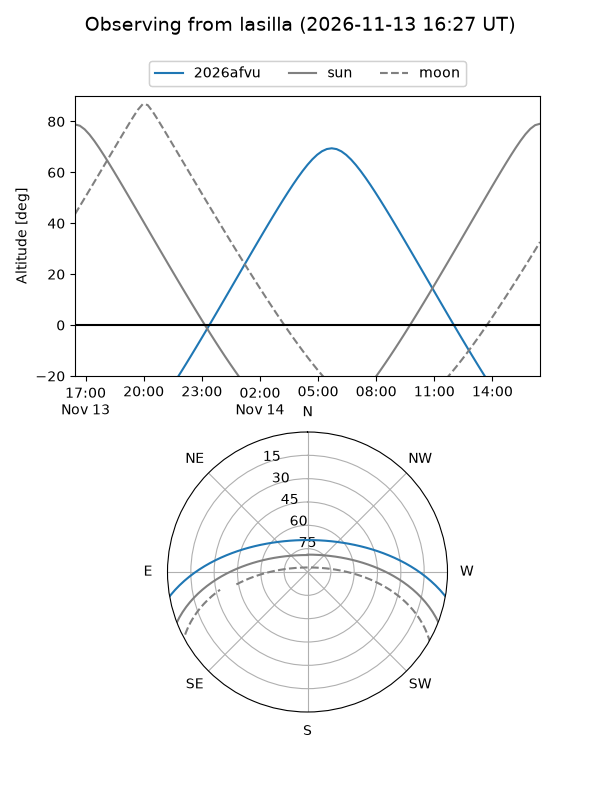 Observing from lasilla (2026-11-13 16:27 UT)
2026afvu sun moon
Altitude [deg]
80
60
40
20
0
−20
17:00 20:00 23:00 02:00 05:00 08:00 11:00 14:00
Nov 13 Nov 14
N
NE NW
15
30
45
60
75
E W
SE SW
S